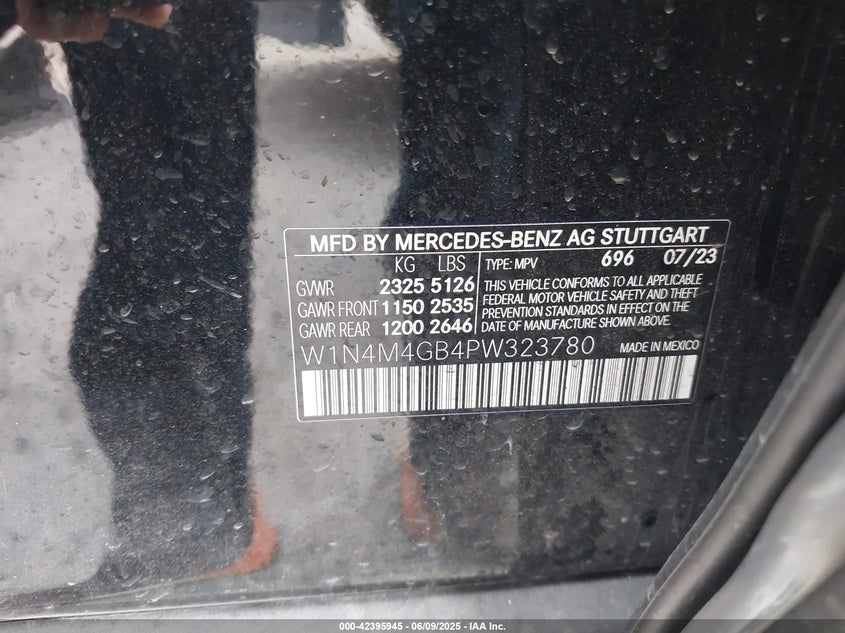 MFD BY MERCEDES-BENZ AG STUTTGART
KG LBS
GVWR 2325 5126
GAWR FRONT 1150 2535
GAWR REAR 1200 2646
TYPE: MPV 696 07/23
THIS VEHICLE CONFORMS TO ALL APPLICABLE
FEDERAL MOTOR VEHICLE SAFETY AND THEFT
PREVENTION STANDARDS IN EFFECT ON THE
DATE OF MANUFACTURE SHOWN ABOVE.
W1N4M4GB4PW323780 MADE IN MEXICO
000-42395945 - 06/09/2025 - IAA Inc.